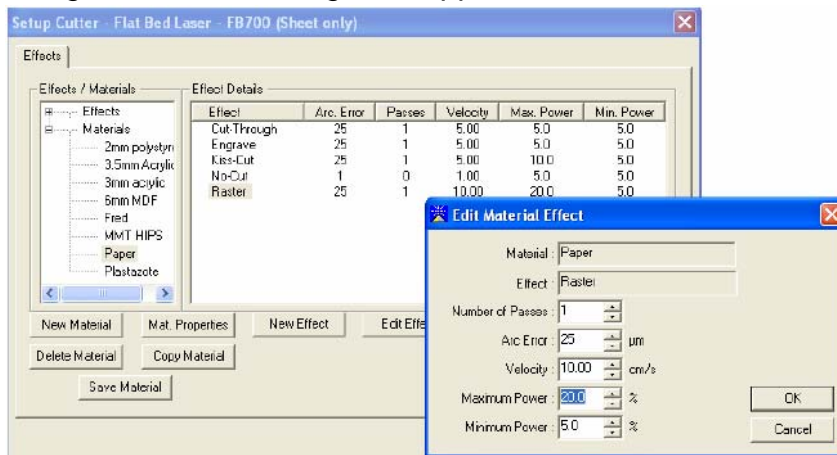 Setup Cutter - Flat Bed Laser - FB700 (Sheet only)
Effects
Effects / Materials
Effects
Materials
2mm polystyr
3.5mm Acrylic
3mm acrylic
6mm MDF
Fred
MMT HIPS
Paper
Plastazote
Effect Details
Effect Arc. Error Passes Velocity Max. Power Min. Power
Cut-Through 25 1 5.00 5.0 5.0
Engrave 25 1 5.00 5.0 5.0
Kiss-Cut 25 1 5.00 10.0 5.0
No-Cut 1 0 1.00 5.0 5.0
Raster 25 1 10.00 20.0 5.0
New Material Mat. Properties New Effect Edit Effe
Delete Material Copy Material
Save Material
Edit Material Effect
Material : Paper
Effect : Raster
Number of Passes : 1
Arc Error : 25 µm
Velocity : 10.00 cm/s
Maximum Power : 20.0 %
Minimum Power : 5.0 %
OK
Cancel